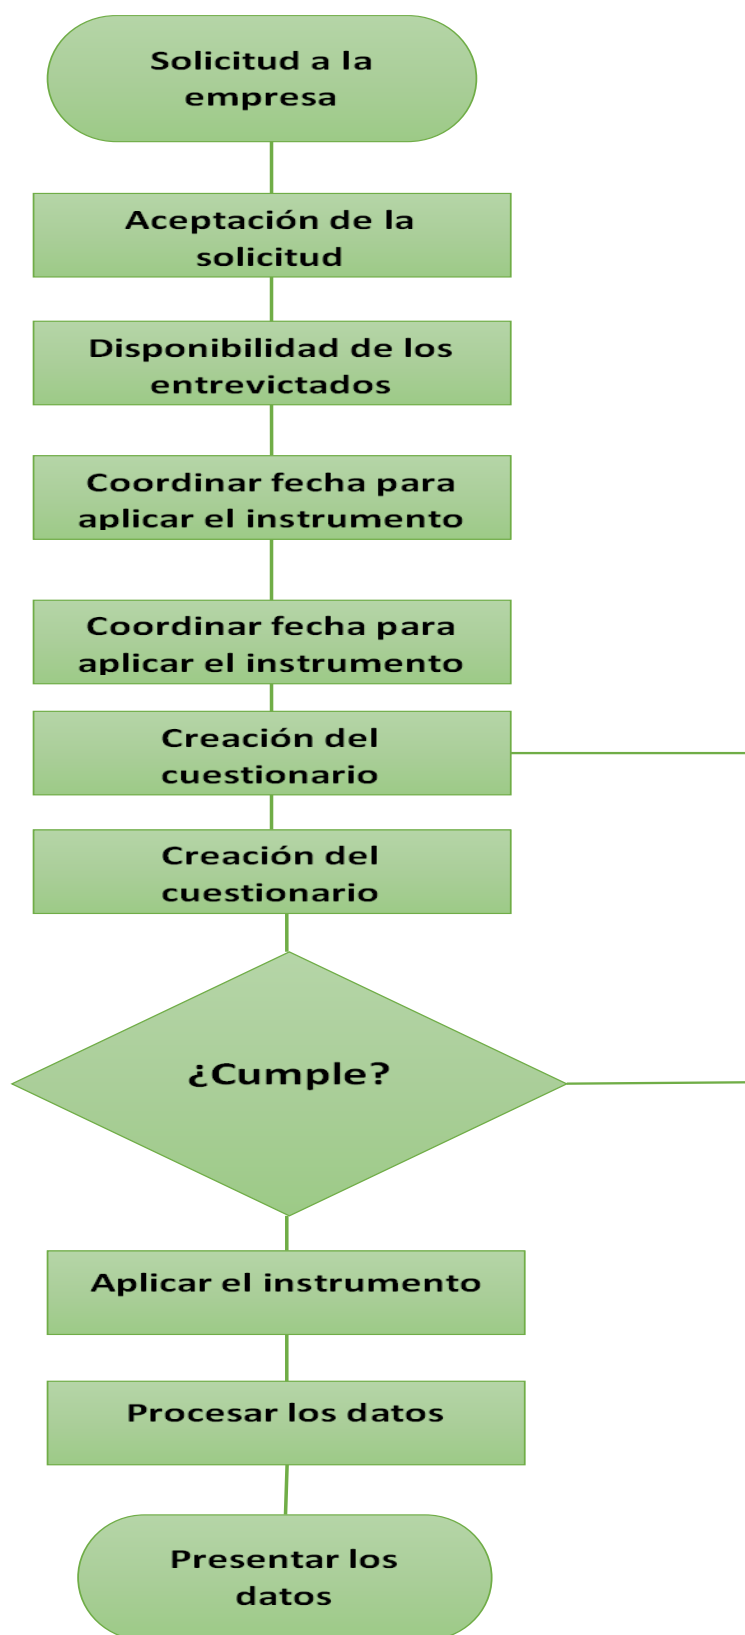 Solicitud a la
empresa
Aceptación de la
solicitud
Disponibilidad de los
entrevictados
Coordinar fecha para
aplicar el instrumento
Coordinar fecha para
aplicar el instrumento
Creación del
cuestionario
Creación del
cuestionario
¿Cumple?
Aplicar el instrumento
Procesar los datos
Presentar los
datos